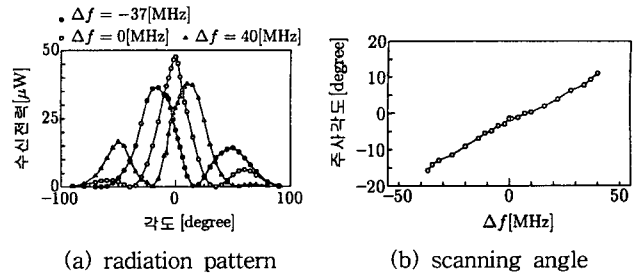 • Δf = −37[MHz]
∘ Δf = 0[MHz] ▴ Δf = 40[MHz]
50
25
0
수신전력[μW]
−100 0 100
각도 [degree]
(a) radiation pattern
20
10
0
−10
−20
주사각도 [degree]
−50 0 50
Δf[MHz]
(b) scanning angle